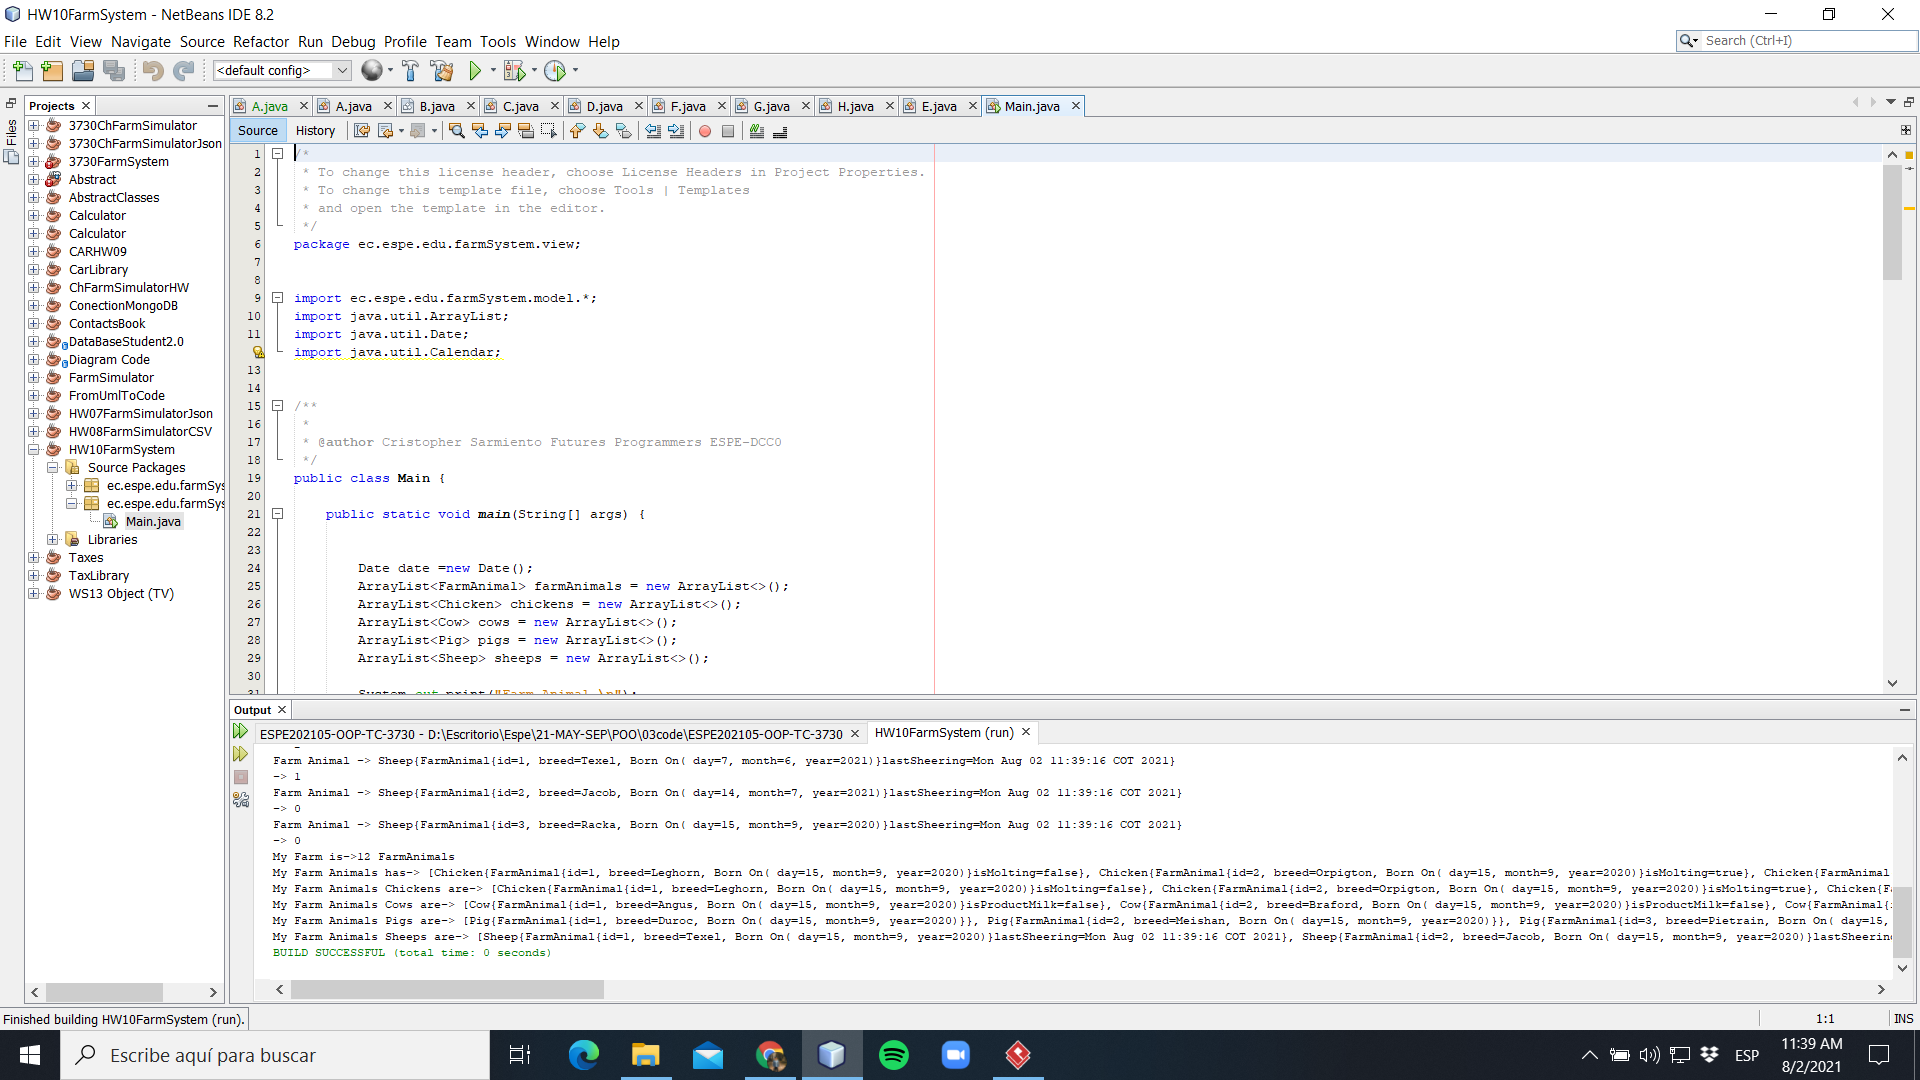 HW10FarmSystem - NetBeans IDE 8.2
File Edit View Navigate Source Refactor Run Debug Profile Team Tools Window Help
Search (Ctrl+I)
<default config>
Files
Projects
3730ChFarmSimulator
3730ChFarmSimulatorJson
3730FarmSystem
Abstract
AbstractClasses
Calculator
Calculator
CARHW09
CarLibrary
ChFarmSimulatorHW
ConectionMongoDB
ContactsBook
DataBaseStudent2.0
Diagram Code
FarmSimulator
FromUmlToCode
HW07FarmSimulatorJson
HW08FarmSimulatorCSV
HW10FarmSystem
Source Packages
ec.espe.edu.farmSys
ec.espe.edu.farmSys
Main.java
Libraries
Taxes
TaxLibrary
WS13 Object (TV)
A.java A.java B.java C.java D.java F.java G.java H.java E.java Main.java
Source History
1 /*
2 * To change this license header, choose License Headers in Project Properties.
3 * To change this template file, choose Tools | Templates
4 * and open the template in the editor.
5 */
6 package ec.espe.edu.farmSystem.view;
7
8
9 import ec.espe.edu.farmSystem.model.*;
10 import java.util.ArrayList;
11 import java.util.Date;
import java.util.Calendar;
13
14
15 /**
16 *
17 * @author Cristopher Sarmiento Futures Programmers ESPE-DCCO
18 */
19 public class Main {
20
21 public static void main(String[] args) {
22
23
24 Date date =new Date();
25 ArrayList<FarmAnimal> farmAnimals = new ArrayList<>();
26 ArrayList<Chicken> chickens = new ArrayList<>();
27 ArrayList<Cow> cows = new ArrayList<>();
28 ArrayList<Pig> pigs = new ArrayList<>();
29 ArrayList<Sheep> sheeps = new ArrayList<>();
30
31 System.out.print("Farm Animal \n");
Output
ESPE202105-OOP-TC-3730 - D:\Escritorio\Espe\21-MAY-SEP\POO\03code\ESPE202105-OOP-TC-3730
HW10FarmSystem (run)
Farm Animal -> Sheep{FarmAnimal{id=1, breed=Texel, Born On( day=7, month=6, year=2021)}lastSheering=Mon Aug 02 11:39:16 COT 2021}
-> 1
Farm Animal -> Sheep{FarmAnimal{id=2, breed=Jacob, Born On( day=14, month=7, year=2021)}lastSheering=Mon Aug 02 11:39:16 COT 2021}
-> 0
Farm Animal -> Sheep{FarmAnimal{id=3, breed=Racka, Born On( day=15, month=9, year=2020)}lastSheering=Mon Aug 02 11:39:16 COT 2021}
-> 0
My Farm is->12 FarmAnimals
My Farm Animals has-> [Chicken{FarmAnimal{id=1, breed=Leghorn, Born On( day=15, month=9, year=2020)}isMolting=false}, Chicken{FarmAnimal{id=2, breed=Orpigton, Born On( day=15, month=9, year=2020)}isMolting=true}, Chicken{FarmAnimal
My Farm Animals Chickens are-> [Chicken{FarmAnimal{id=1, breed=Leghorn, Born On( day=15, month=9, year=2020)}isMolting=false}, Chicken{FarmAnimal{id=2, breed=Orpigton, Born On( day=15, month=9, year=2020)}isMolting=true}, Chicken{Fa
My Farm Animals Cows are-> [Cow{FarmAnimal{id=1, breed=Angus, Born On( day=15, month=9, year=2020)}isProductMilk=false}, Cow{FarmAnimal{id=2, breed=Braford, Born On( day=15, month=9, year=2020)}isProductMilk=false}, Cow{FarmAnimal{
My Farm Animals Pigs are-> [Pig{FarmAnimal{id=1, breed=Duroc, Born On( day=15, month=9, year=2020)}}, Pig{FarmAnimal{id=2, breed=Meishan, Born On( day=15, month=9, year=2020)}}, Pig{FarmAnimal{id=3, breed=Pietrain, Born On( day=15,
My Farm Animals Sheeps are-> [Sheep{FarmAnimal{id=1, breed=Texel, Born On( day=15, month=9, year=2020)}lastSheering=Mon Aug 02 11:39:16 COT 2021}, Sheep{FarmAnimal{id=2, breed=Jacob, Born On( day=15, month=9, year=2020)}lastSheering
BUILD SUCCESSFUL (total time: 0 seconds)
Finished building HW10FarmSystem (run).
1:1 INS
Escribe aquí para buscar
ESP
11:39 AM
8/2/2021